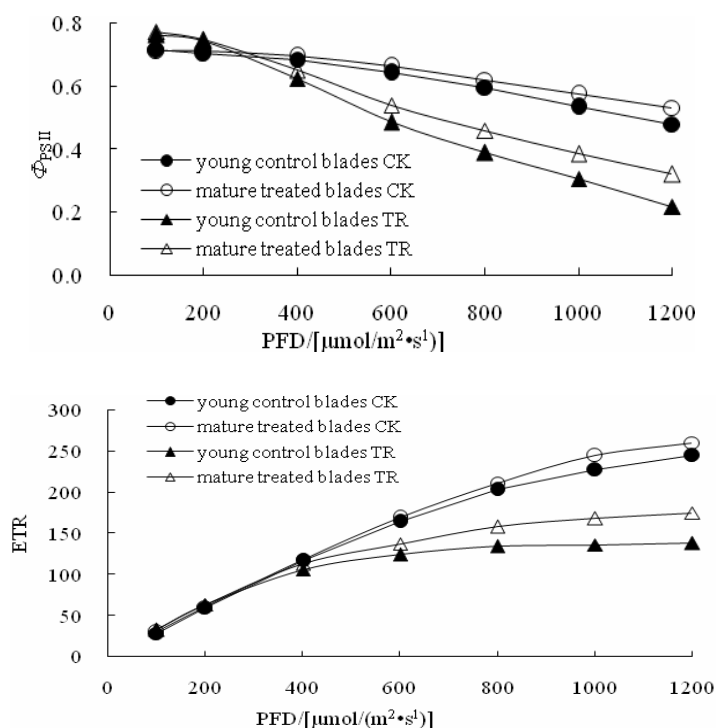 0.8
0.6
0.4
0.2
0.0
Φ_PSⅡ
young control blades CK
mature treated blades CK
young control blades TR
mature treated blades TR
0 200 400 600 800 1000 1200
PFD/[μmol/m²•s¹)]
young control blades CK
mature treated blades CK
young control blades TR
mature treated blades TR
300
250
200
150
100
50
0
ETR
0 200 400 600 800 1000 1200
PFD/[μmol/(m²•s¹]